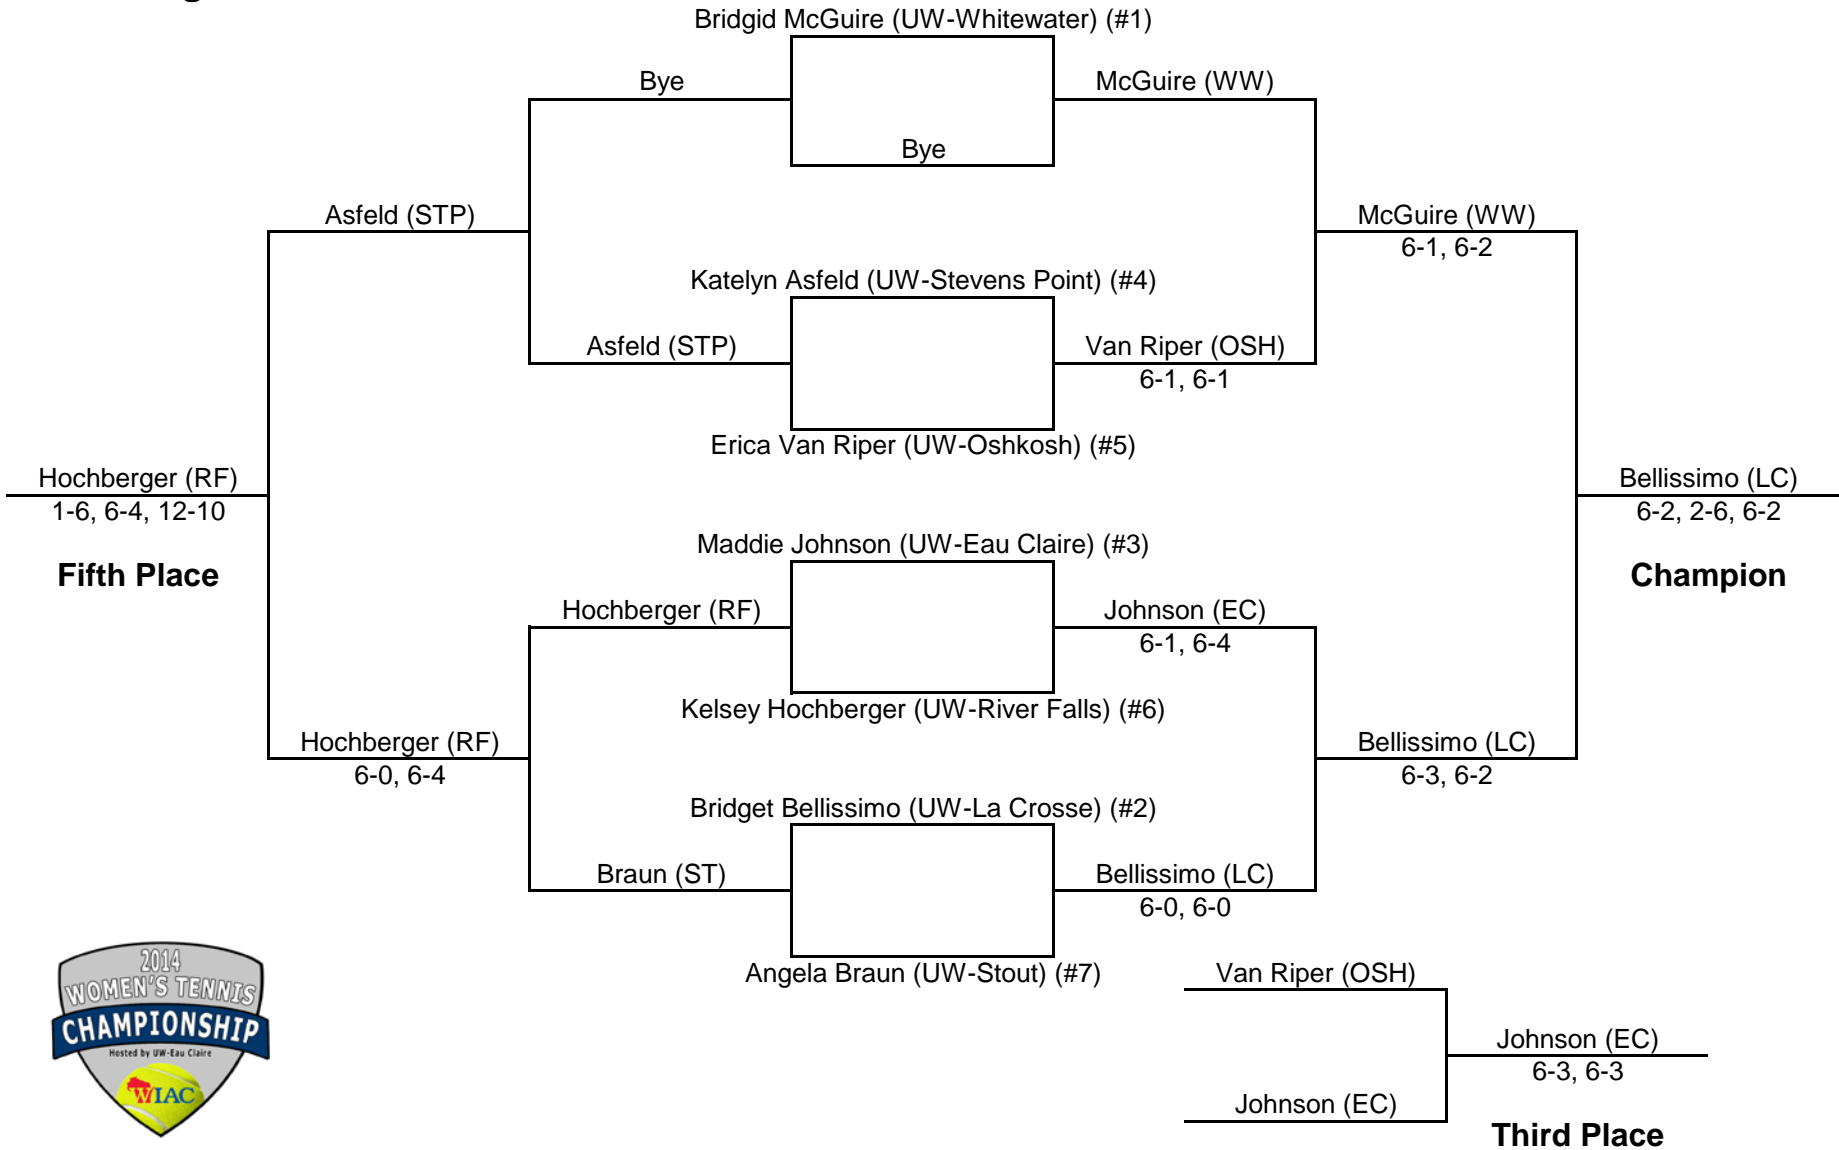 Bridgid McGuire (UW-Whitewater) (#1)
Bye
McGuire (WW)
Bye
Asfeld (STP)
McGuire (WW)
6-1, 6-2
Katelyn Asfeld (UW-Stevens Point) (#4)
Asfeld (STP)
Van Riper (OSH)
6-1, 6-1
Erica Van Riper (UW-Oshkosh) (#5)
Hochberger (RF)
1-6, 6-4, 12-10
Fifth Place
Bellissimo (LC)
6-2, 2-6, 6-2
Champion
Maddie Johnson (UW-Eau Claire) (#3)
Hochberger (RF)
Johnson (EC)
6-1, 6-4
Kelsey Hochberger (UW-River Falls) (#6)
Hochberger (RF)
6-0, 6-4
Bellissimo (LC)
6-3, 6-2
Bridget Bellissimo (UW-La Crosse) (#2)
Braun (ST)
Bellissimo (LC)
6-0, 6-0
Angela Braun (UW-Stout) (#7)
Van Riper (OSH)
Johnson (EC)
6-3, 6-3
Johnson (EC)
Third Place
2014
WOMEN'S TENNIS
CHAMPIONSHIP
Hosted by UW-Eau Claire
WIAC